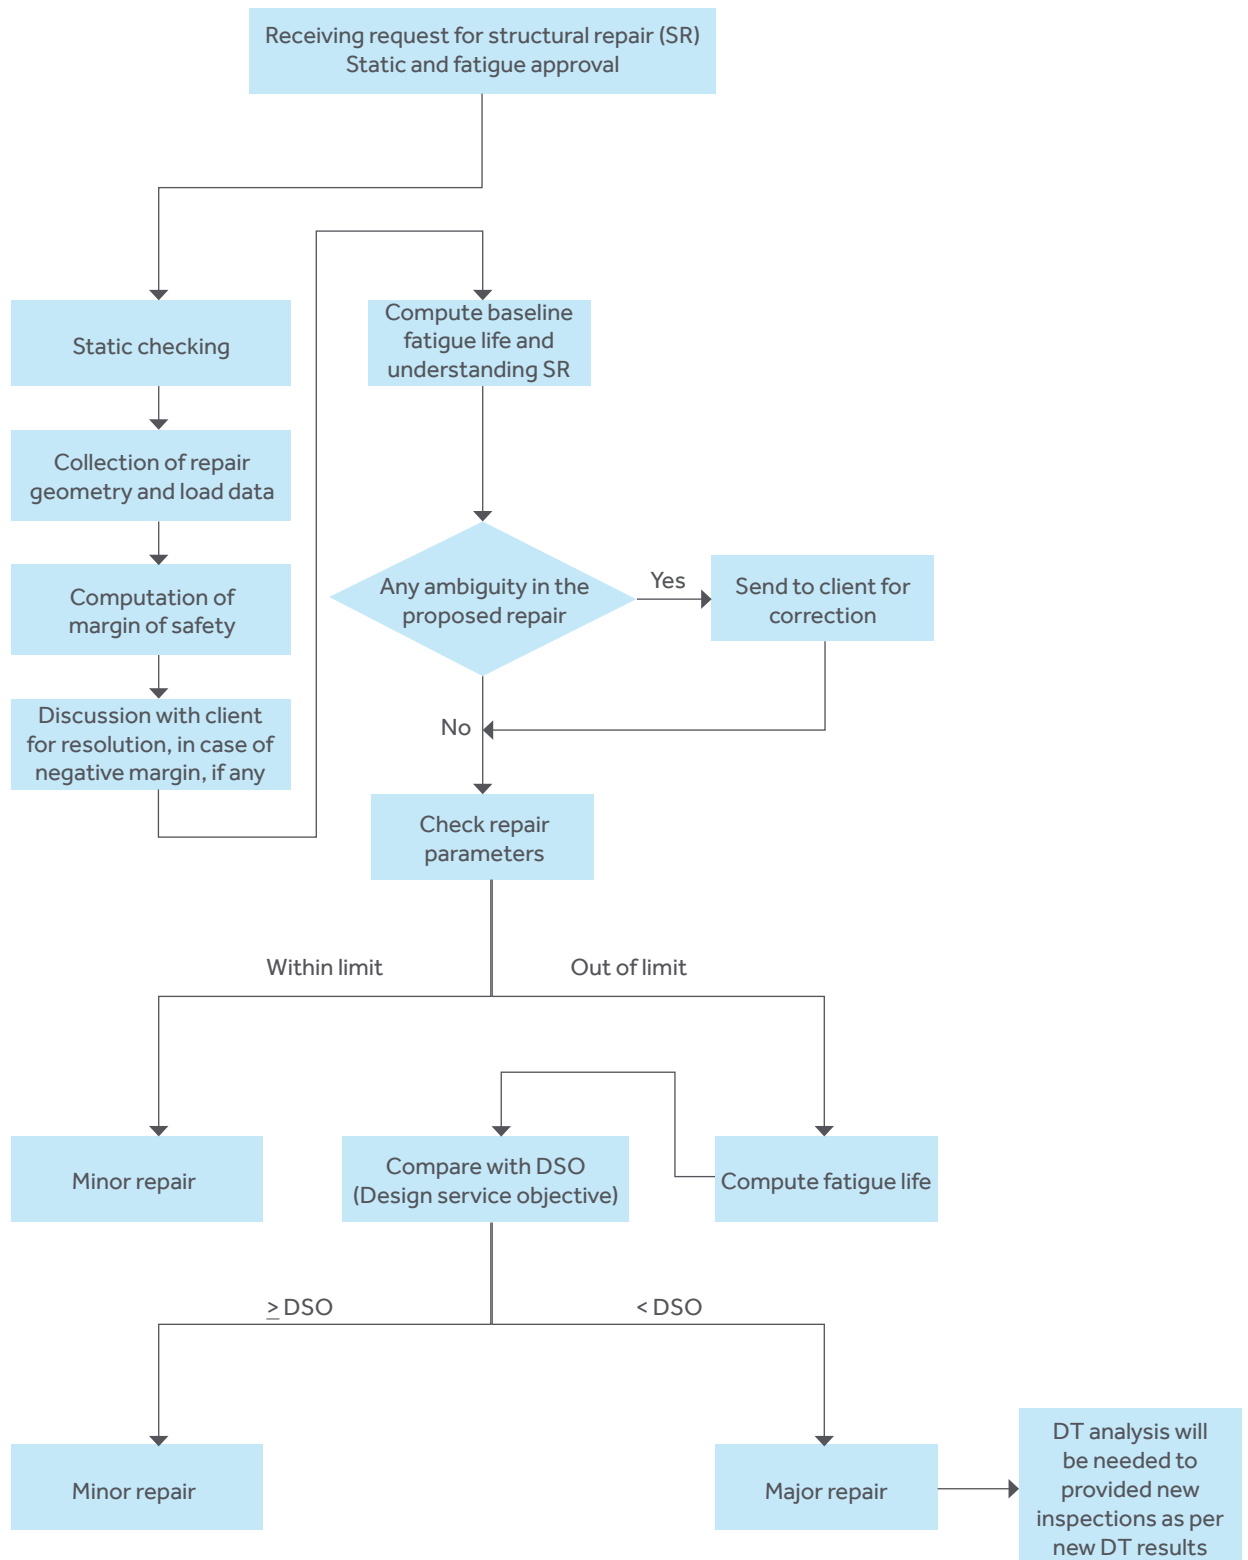 Receiving request for structural repair (SR)
Static and fatigue approval
Static checking
Collection of repair
geometry and load data
Computation of
margin of safety
Discussion with client
for resolution, in case of
negative margin, if any
Compute baseline
fatigue life and
understanding SR
Any ambiguity in the
proposed repair
Yes
Send to client for
correction
No
Check repair
parameters
Within limit
Out of limit
Minor repair
Compare with DSO
(Design service objective)
Compute fatigue life
≥ DSO
< DSO
Minor repair
Major repair
DT analysis will
be needed to
provided new
inspections as per
new DT results